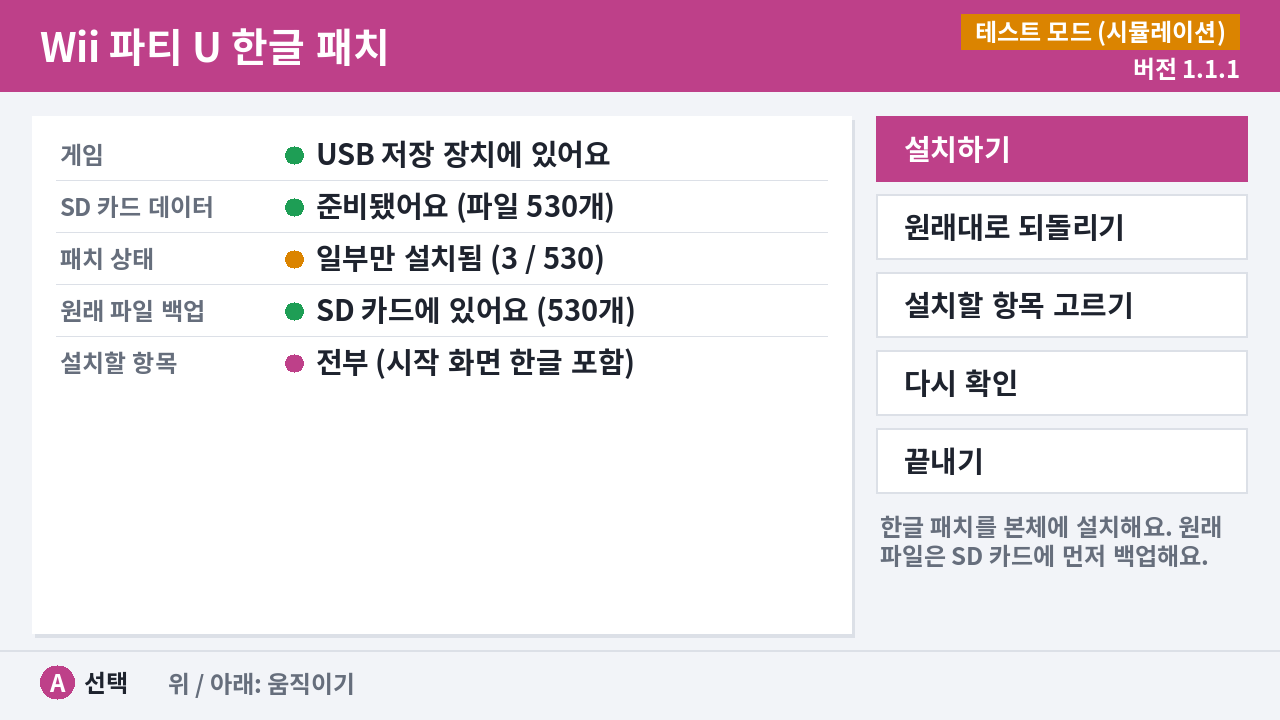 Wii 파티 U 한글 패치
테스트 모드 (시뮬레이션)
버전 1.1.1
게임
USB 저장 장치에 있어요
SD 카드 데이터
준비됐어요 (파일 530개)
패치 상태
일부만 설치됨 (3 / 530)
원래 파일 백업
SD 카드에 있어요 (530개)
설치할 항목
전부 (시작 화면 한글 포함)
설치하기
원래대로 되돌리기
설치할 항목 고르기
다시 확인
끝내기
한글 패치를 본체에 설치해요. 원래
파일은 SD 카드에 먼저 백업해요.
A 선택
위 / 아래: 움직이기